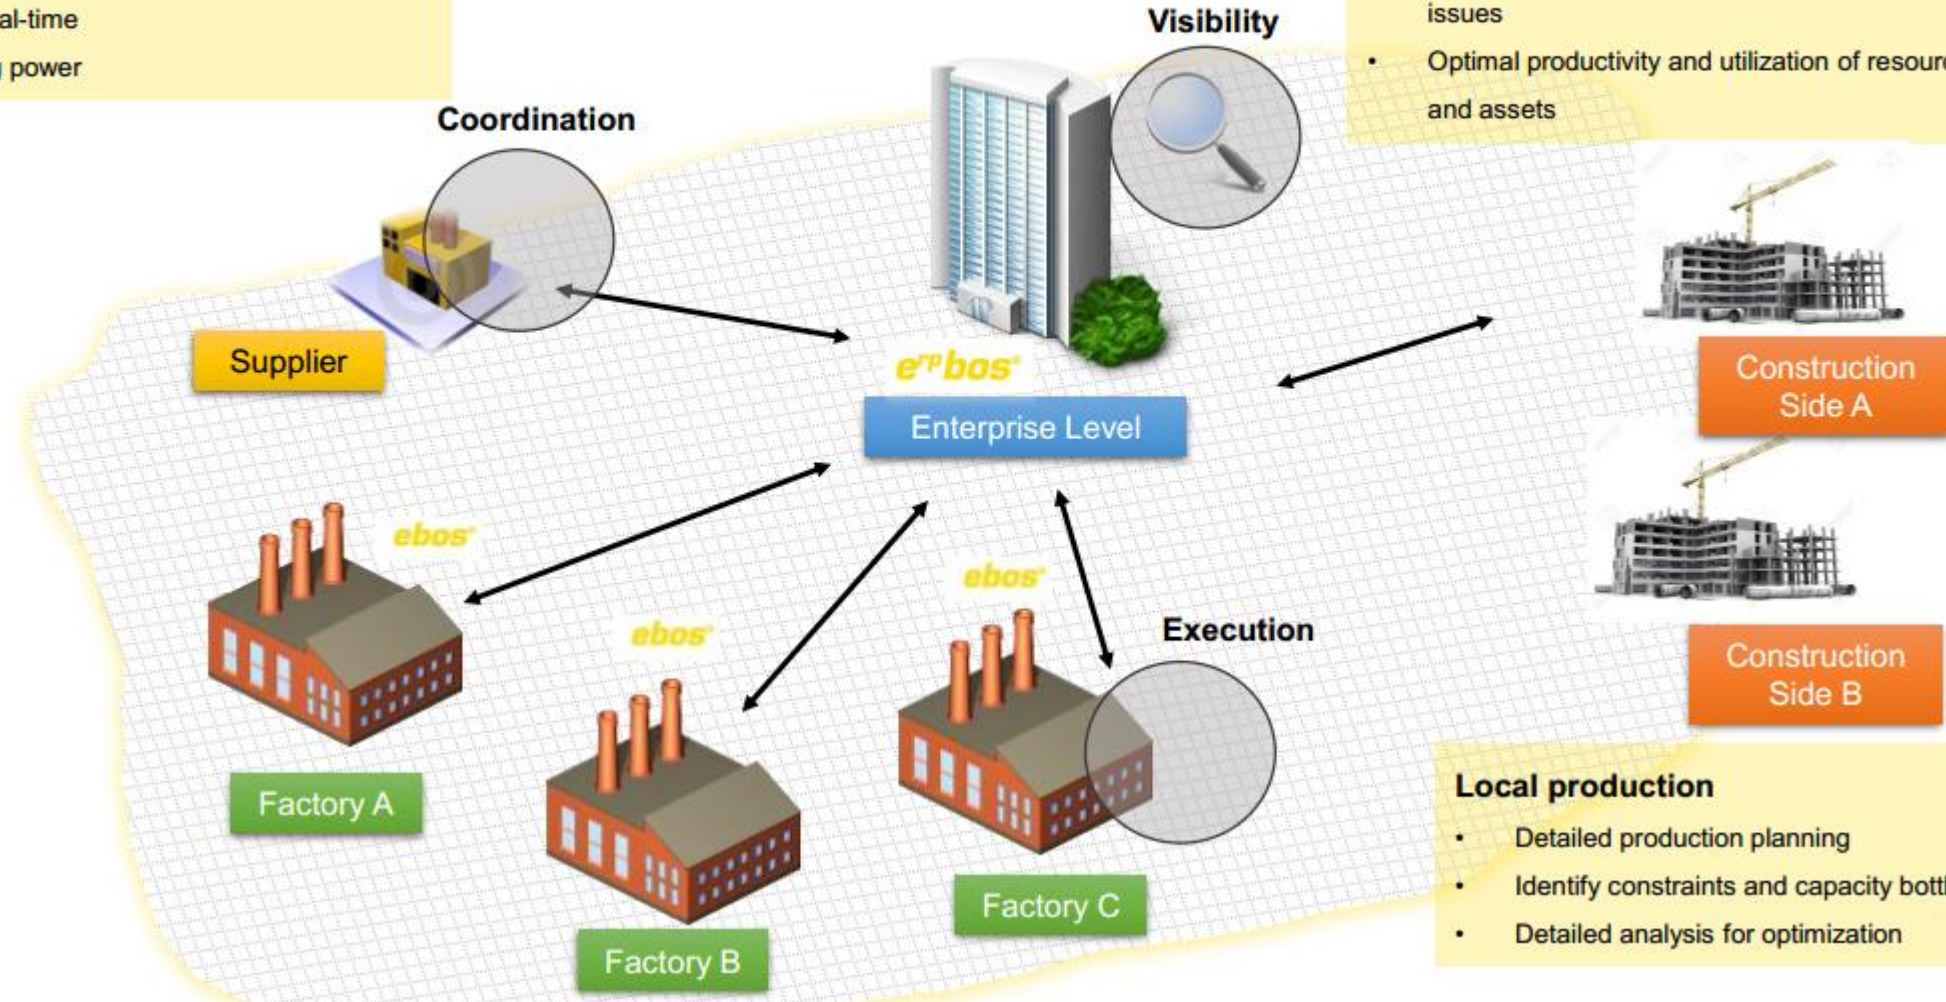 al-time
power
Visibility
issues
Optimal productivity and utilization of
and assets
Coordination
Supplier
erpbos®
Enterprise Level
Construction
Side A
ebos®
ebos®
ebos®
Execution
Construction
Side B
Factory A
Factory B
Factory C
Local production
Detailed production planning
Identify constraints and capacity
Detailed analysis for optimization